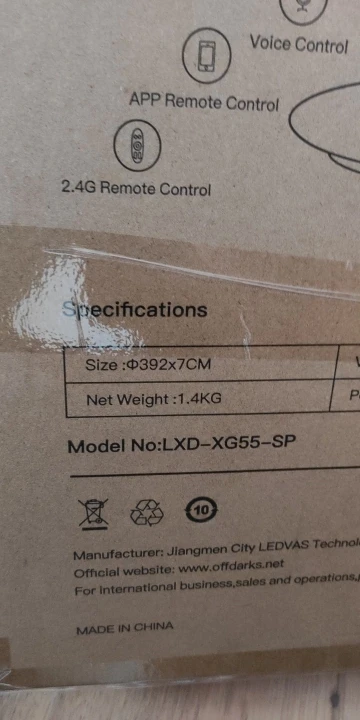 Voice Control
APP Remote Control
2.4G Remote Control
Specifications
Size :Φ392x7CM
Net Weight :1.4KG
Model No:LXD-XG55-SP
10
Manufacturer: Jiangmen City LEDVAS
Official website: www.offdarks.net
For International business,sales and operations,
MADE IN CHINA